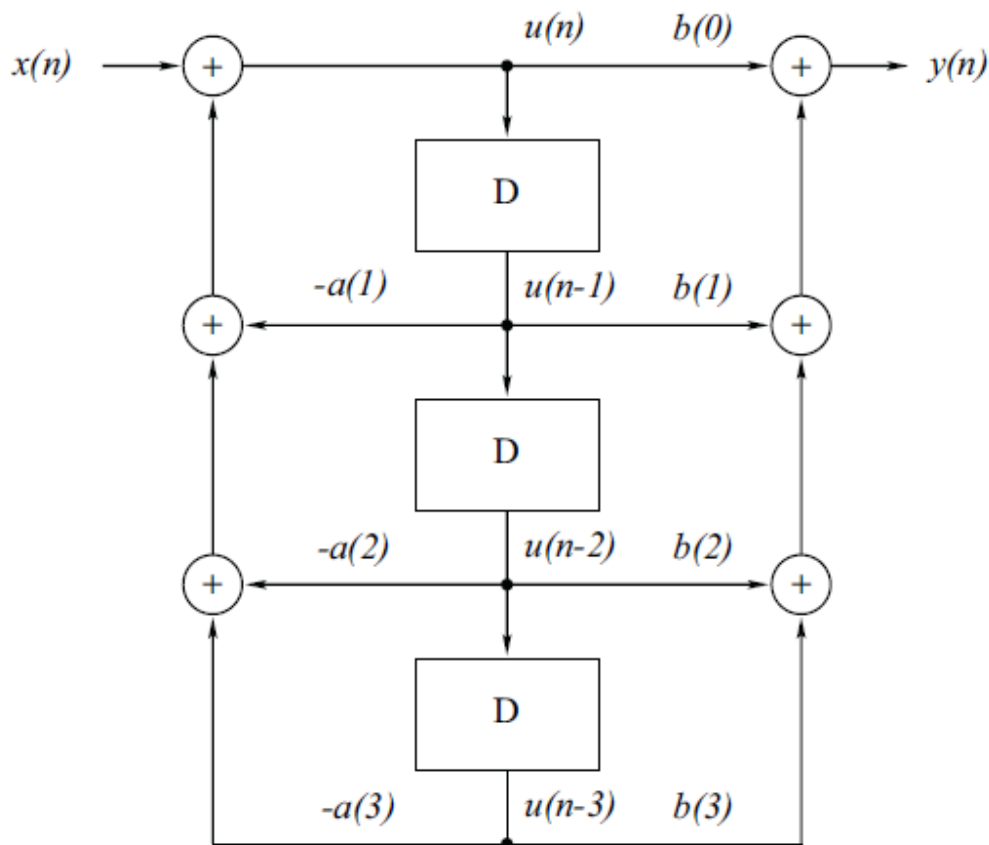 u(n) b(0)
x(n) + + y(n)
D
-a(1) u(n-1) b(1)
+ +
D
-a(2) u(n-2) b(2)
+ +
D
-a(3) u(n-3) b(3)